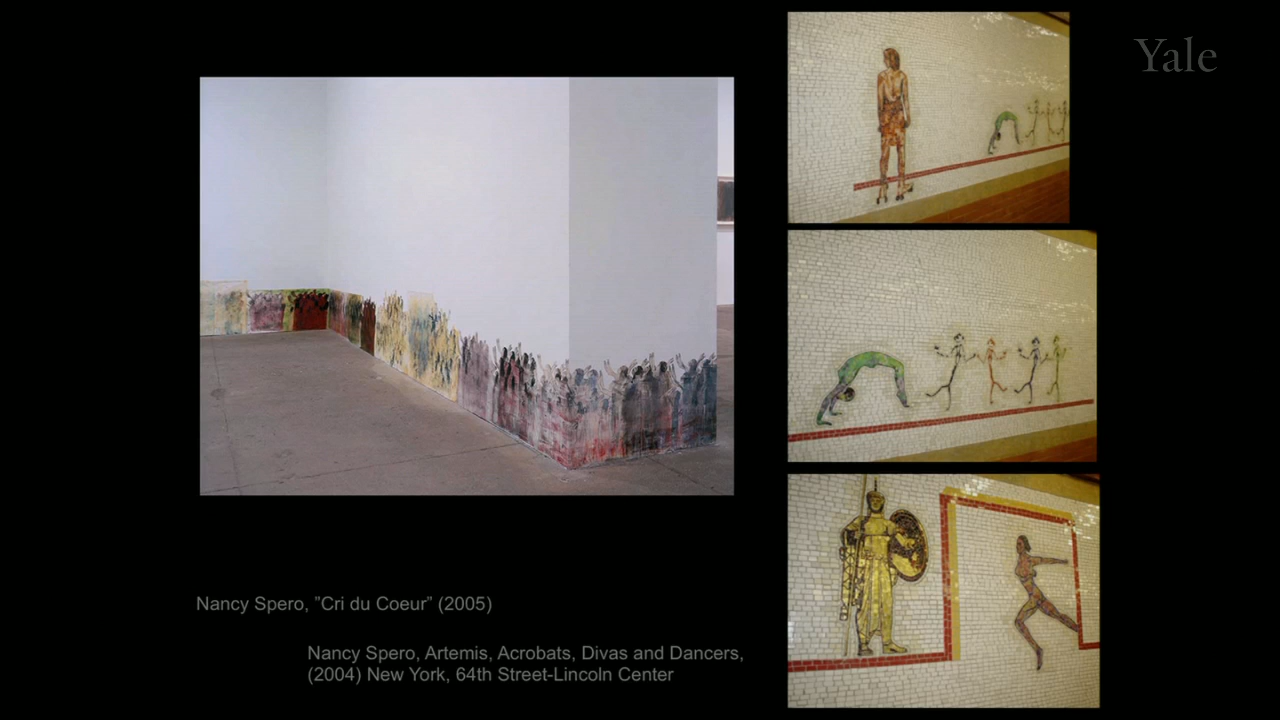 Yale
Nancy Spero, ”Cri du Coeur” (2005)
Nancy Spero, Artemis, Acrobats, Divas and Dancers,
(2004) New York, 64th Street-Lincoln Center